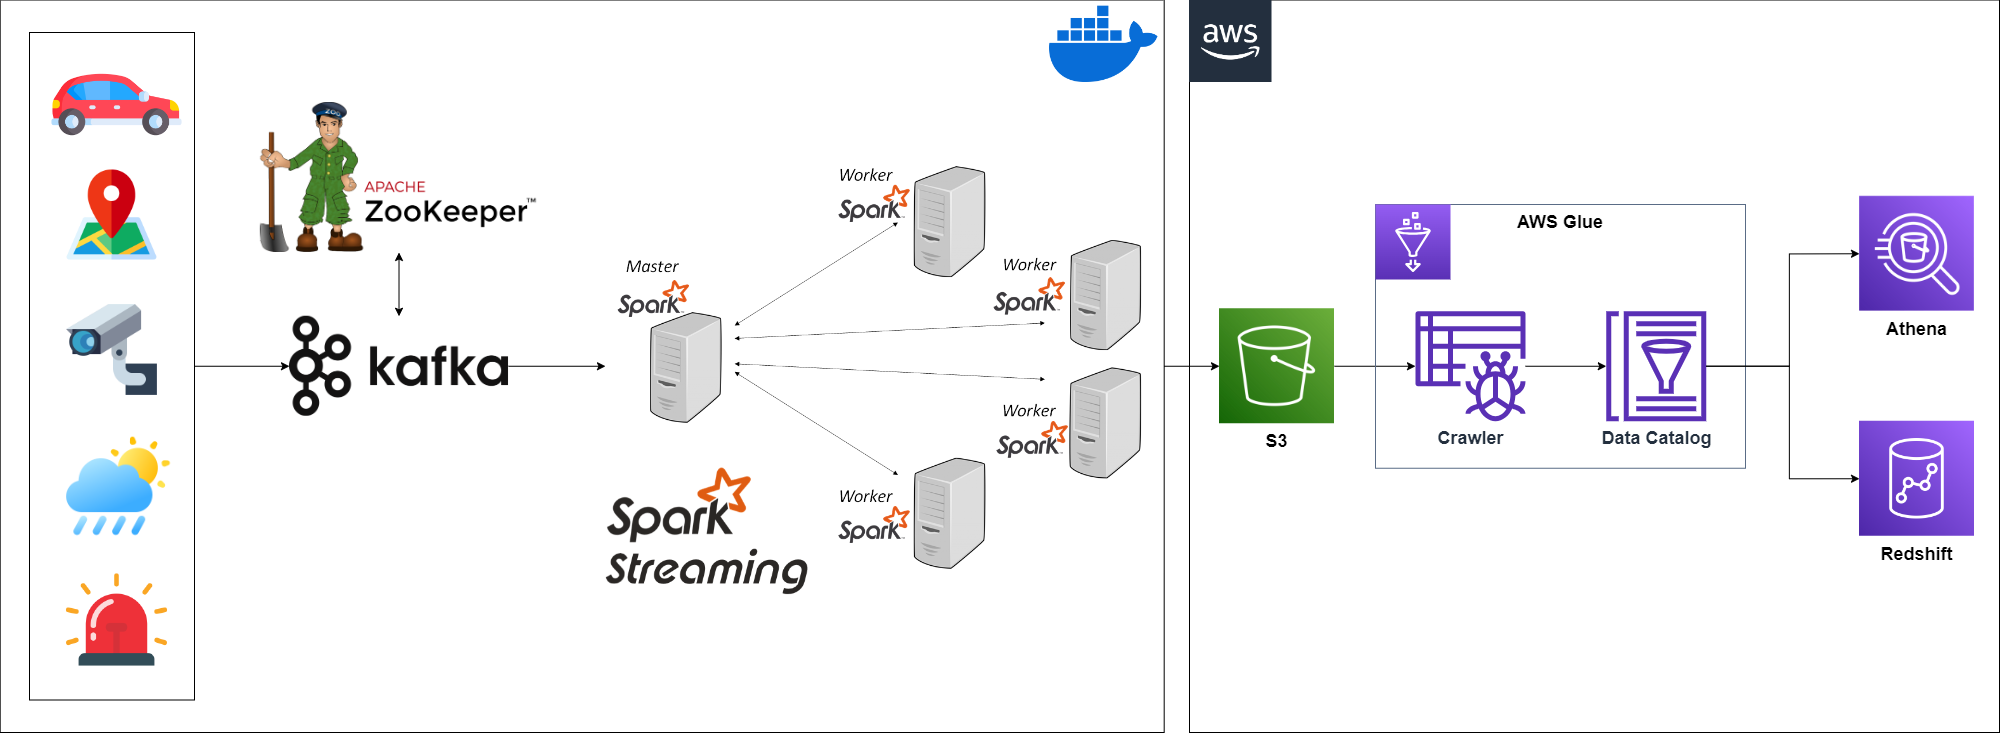 aws
ZOO
APACHE
ZooKeeper™
kafka
Master
Spark
Worker
Spark
Worker
Spark
Worker
Spark
Worker
Spark
Spark
Streaming
S3
AWS Glue
Crawler
Data Catalog
Athena
Redshift